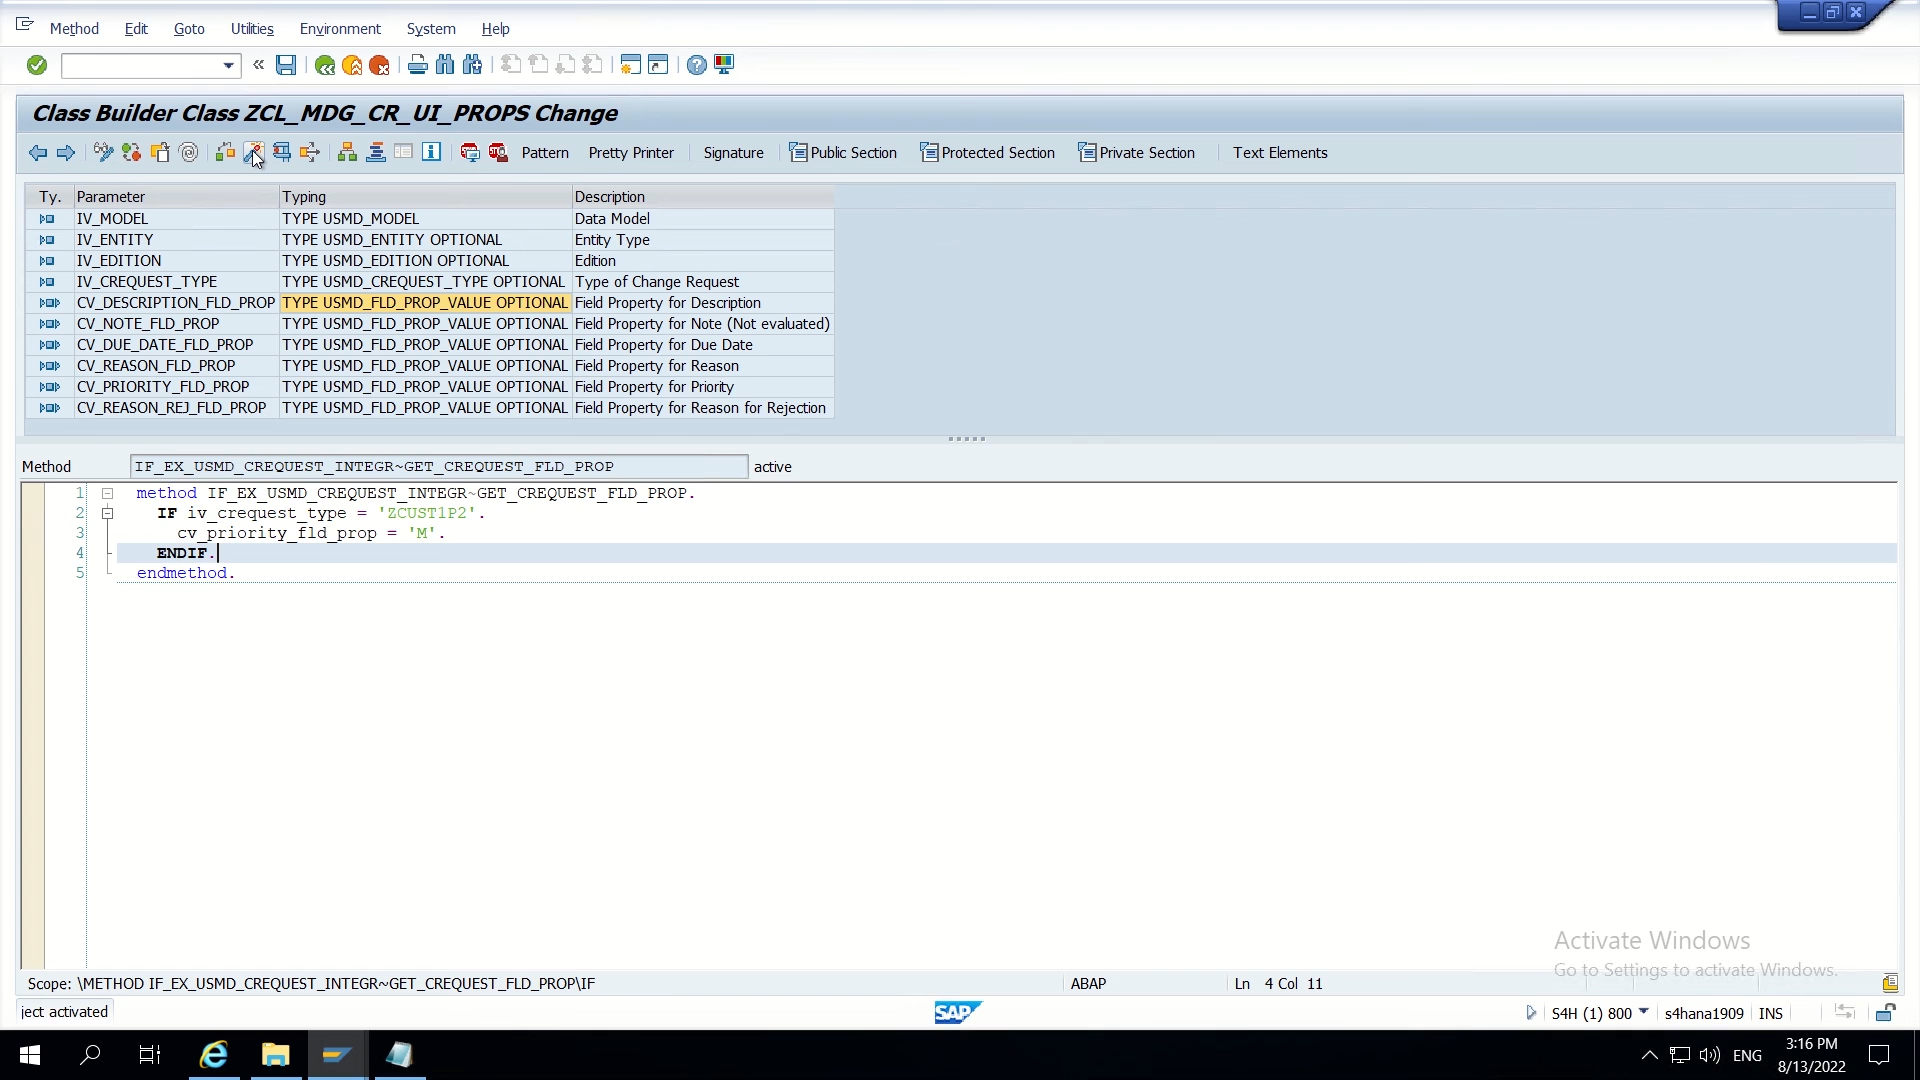 Method Edit Goto Utilities Environment System Help
Class Builder Class ZCL_MDG_CR_UI_PROPS Change
Pattern Pretty Printer Signature Public Section Protected Section Private Section Text Elements
Ty. Parameter Typing Description
IV_MODEL TYPE USMD_MODEL Data Model
IV_ENTITY TYPE USMD_ENTITY OPTIONAL Entity Type
IV_EDITION TYPE USMD_EDITION OPTIONAL Edition
IV_CREQUEST_TYPE TYPE USMD_CREQUEST_TYPE OPTIONAL Type of Change Request
CV_DESCRIPTION_FLD_PROP TYPE USMD_FLD_PROP_VALUE OPTIONAL Field Property for Description
CV_NOTE_FLD_PROP TYPE USMD_FLD_PROP_VALUE OPTIONAL Field Property for Note (Not evaluated)
CV_DUE_DATE_FLD_PROP TYPE USMD_FLD_PROP_VALUE OPTIONAL Field Property for Due Date
CV_REASON_FLD_PROP TYPE USMD_FLD_PROP_VALUE OPTIONAL Field Property for Reason
CV_PRIORITY_FLD_PROP TYPE USMD_FLD_PROP_VALUE OPTIONAL Field Property for Priority
CV_REASON_REJ_FLD_PROP TYPE USMD_FLD_PROP_VALUE OPTIONAL Field Property for Reason for Rejection
Method IF_EX_USMD_CREQUEST_INTEGR~GET_CREQUEST_FLD_PROP active
1 method IF_EX_USMD_CREQUEST_INTEGR~GET_CREQUEST_FLD_PROP.
2 IF iv_crequest_type = 'ZCUST1P2'.
3 cv_priority_fld_prop = 'M'.
4 ENDIF.
5 endmethod.
Activate Windows
Go to Settings to activate Windows.
Scope: \METHOD IF_EX_USMD_CREQUEST_INTEGR~GET_CREQUEST_FLD_PROP\IF ABAP Ln 4 Col 11
ject activated SAP S4H (1) 800 s4hana1909 INS
ENG 3:16 PM
8/13/2022